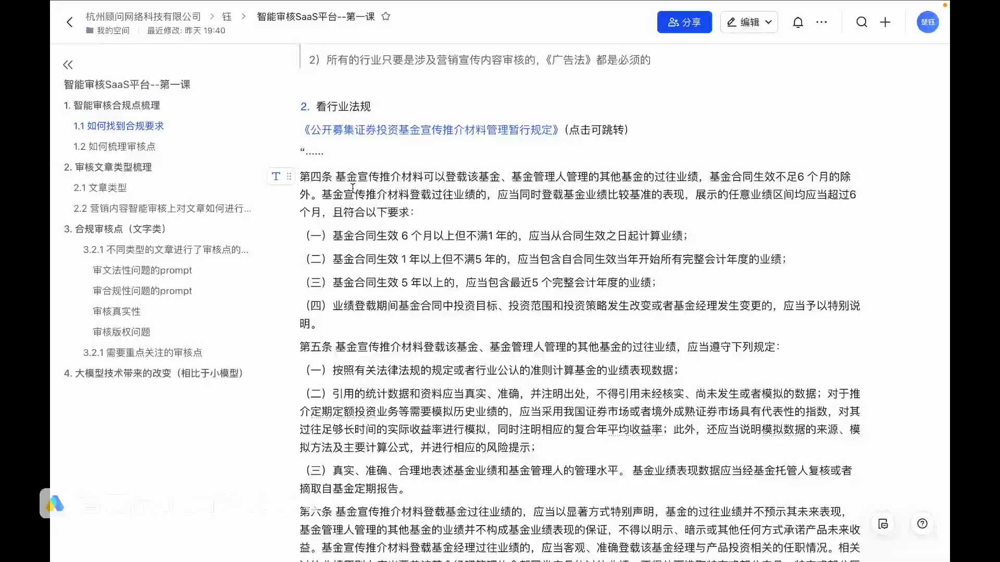 杭州顾问网络科技有限公司 > 钰 > 智能审核SaaS平台--第一课
我的空间 最近修改: 昨天 19:40
分享
编辑
楚钰
智能审核SaaS平台--第一课
1. 智能审核合规点梳理
1.1 如何找到合规要求
1.2 如何梳理审核点
2. 审核文章类型梳理
2.1 文章类型
2.2 营销内容智能审核上对文章如何进行...
3. 合规审核点（文字类）
3.2.1 不同类型的文章进行了审核点的...
审文法性问题的prompt
审合规性问题的prompt
审核真实性
审核版权问题
3.2.1 需要重点关注的审核点
4. 大模型技术带来的改变（相比于小模型）
2）所有的行业只要是涉及营销宣传内容审核的，《广告法》都是必须的
2. 看行业法规
《公开募集证券投资基金宣传推介材料管理暂行规定》（点击可跳转）
“......
T
第四条 基金宣传推介材料可以登载该基金、基金管理人管理的其他基金的过往业绩，基金合同生效不足6 个月的除
外。基金宣传推介材料登载过往业绩的，应当同时登载基金业绩比较基准的表现，展示的任意业绩区间均应当超过6
个月，且符合以下要求：
（一）基金合同生效 6 个月以上但不满1 年的，应当从合同生效之日起计算业绩；
（二）基金合同生效 1 年以上但不满5 年的，应当包含自合同生效当年开始所有完整会计年度的业绩；
（三）基金合同生效 5 年以上的，应当包含最近5 个完整会计年度的业绩；
（四）业绩登载期间基金合同中投资目标、投资范围和投资策略发生改变或者基金经理发生变更的，应当予以特别说
明。
第五条 基金宣传推介材料登载该基金、基金管理人管理的其他基金的过往业绩，应当遵守下列规定：
（一）按照有关法律法规的规定或者行业公认的准则计算基金的业绩表现数据；
（二）引用的统计数据和资料应当真实、准确，并注明出处，不得引用未经核实、尚未发生或者模拟的数据；对于推
介定期定额投资业务等需要模拟历史业绩的，应当采用我国证券市场或者境外成熟证券市场具有代表性的指数，对其
过往足够长时间的实际收益率进行模拟，同时注明相应的复合年平均收益率；此外，还应当说明模拟数据的来源、模
拟方法及主要计算公式，并进行相应的风险提示；
（三）真实、准确、合理地表述基金业绩和基金管理人的管理水平。 基金业绩表现数据应当经基金托管人复核或者
摘取自基金定期报告。
第六条 基金宣传推介材料登载基金过往业绩的，应当以显著方式特别声明，基金的过往业绩并不预示其未来表现，
基金管理人管理的其他基金的业绩并不构成基金业绩表现的保证，不得以明示、暗示或其他任何方式承诺产品未来收
益。基金宣传推介材料登载基金经理过往业绩的，应当客观、准确登载该基金经理与产品投资相关的任职情况。相关